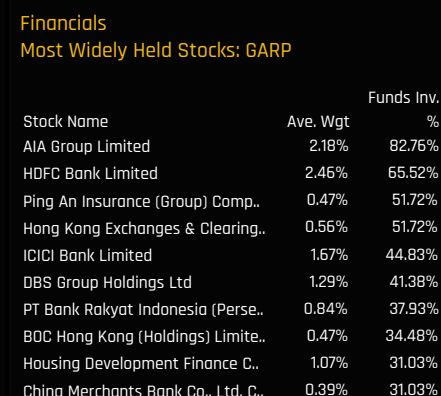 Financials
Most Widely Held Stocks: GARP
Funds Inv.
Stock Name Ave. Wgt %
AIA Group Limited 2.18% 82.76%
HDFC Bank Limited 2.46% 65.52%
Ping An Insurance (Group) Comp.. 0.47% 51.72%
Hong Kong Exchanges & Clearing.. 0.56% 51.72%
ICICI Bank Limited 1.67% 44.83%
DBS Group Holdings Ltd 1.29% 41.38%
PT Bank Rakyat Indonesia (Perse.. 0.84% 37.93%
BOC Hong Kong (Holdings) Limite.. 0.47% 34.48%
Housing Development Finance C.. 1.07% 31.03%
China Merchants Bank Co., Ltd. C.. 0.39% 31.03%